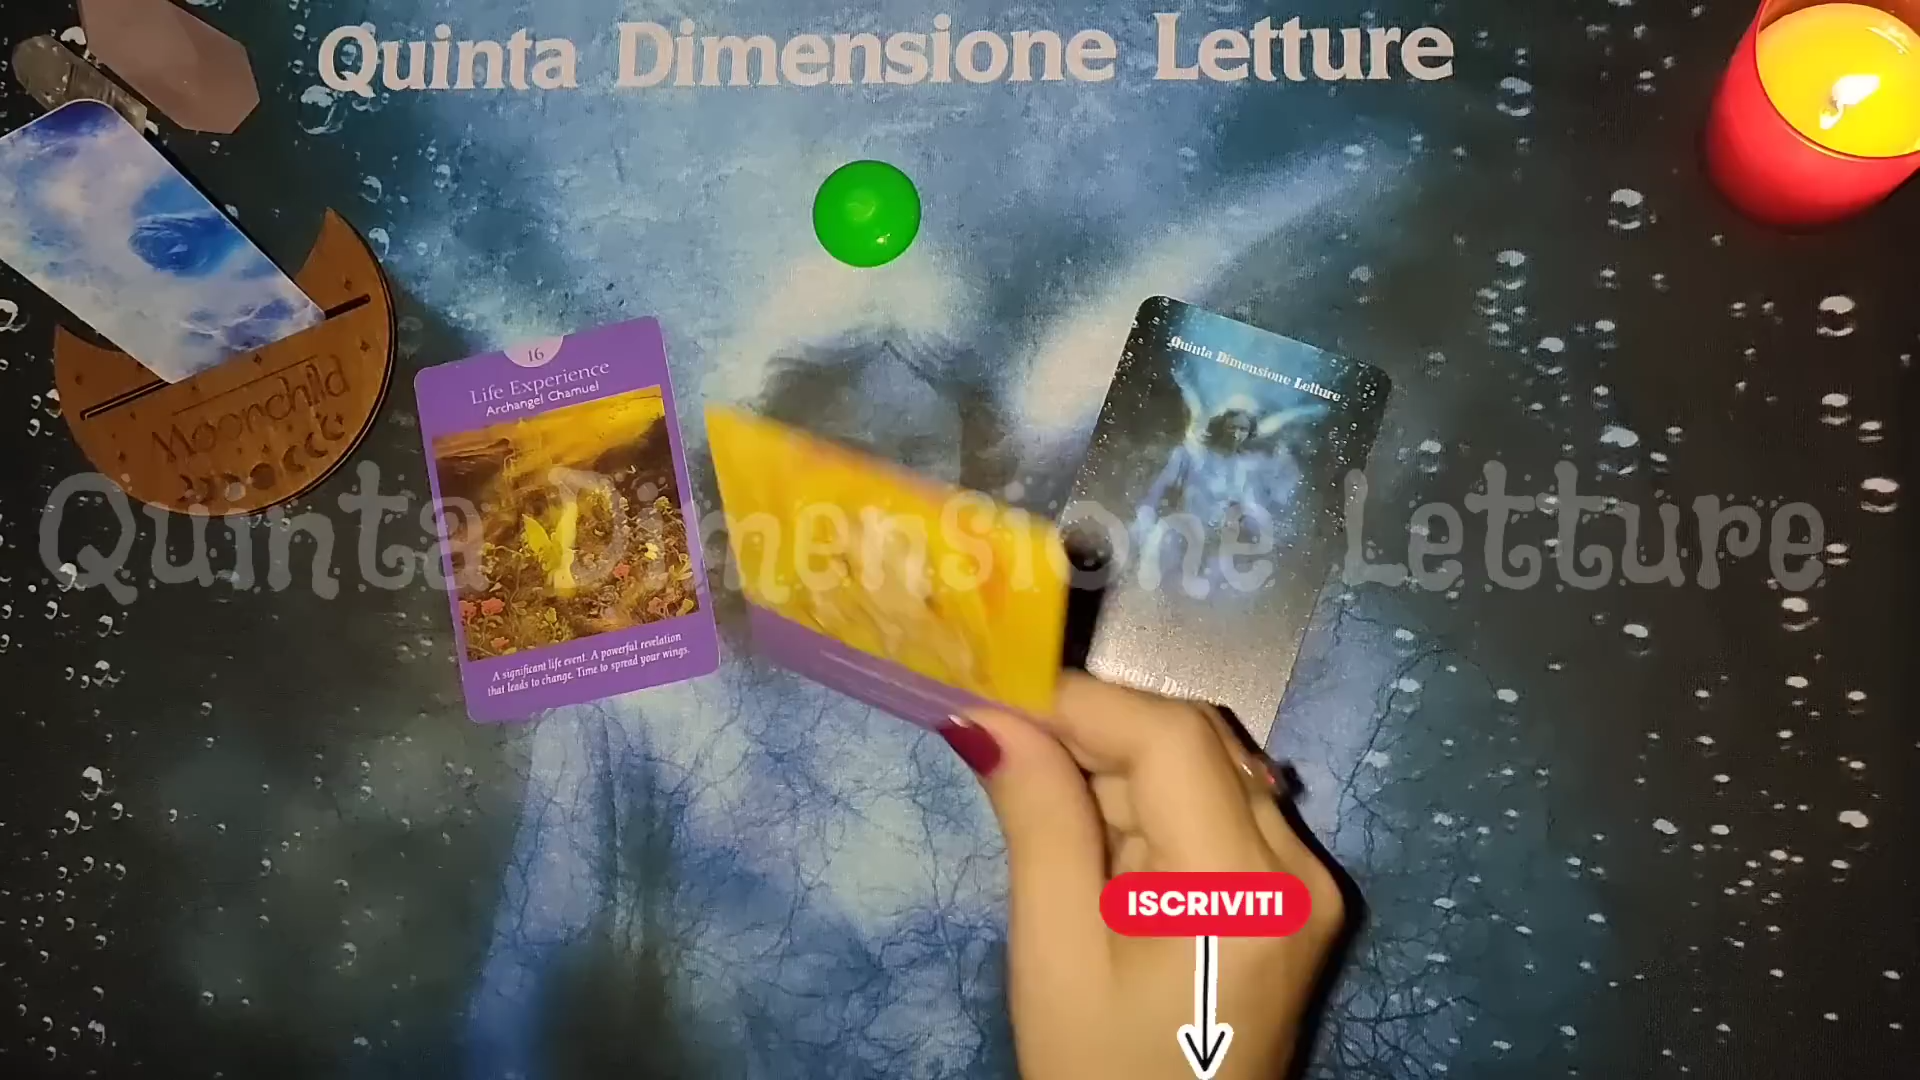 Quinta Dimensione Letture
Quinta Dimensione Letture
16
Life Experience
Archangel Chamuel
Moonchild
Quinta Dimensione Letture
A significant life event. A powerful revelation
that leads to change. Time to spread your wings.
ISCRIVITI